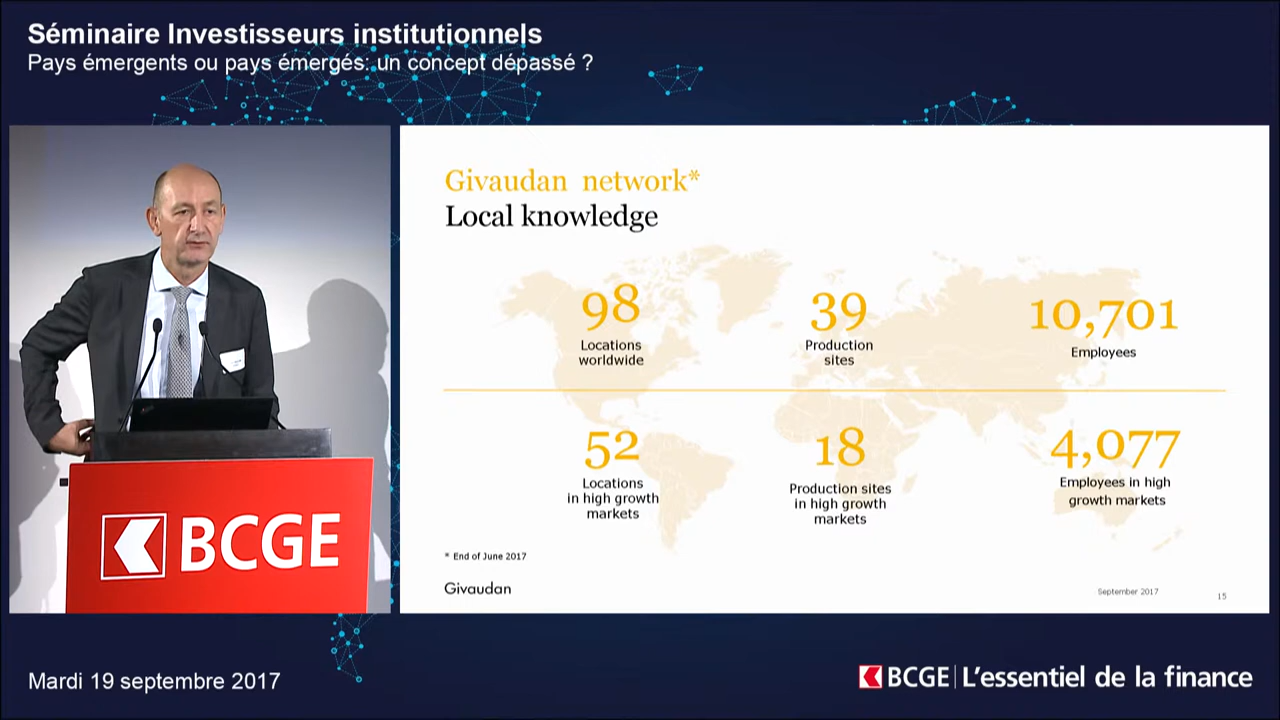 Séminaire Investisseurs institutionnels
Pays émergents ou pays émergés: un concept dépassé ?
Givaudan network*
Local knowledge
98
Locations
worldwide
39
Production
sites
10,701
Employees
52
Locations
in high growth
markets
18
Production sites
in high growth
markets
4,077
Employees in high
growth markets
* End of June 2017
Givaudan
September 2017
15
BCGE
Mardi 19 septembre 2017
BCGE L'essentiel de la finance